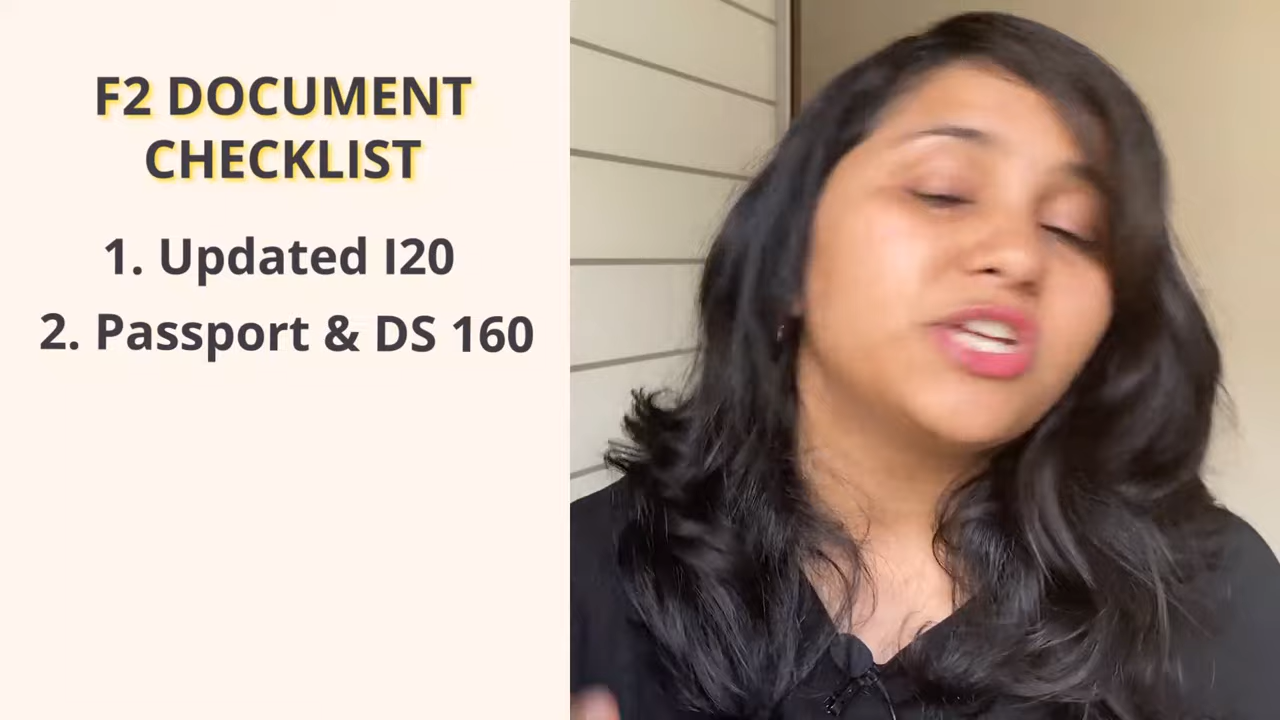 F2 DOCUMENT
CHECKLIST
1. Updated I20
2. Passport & DS 160